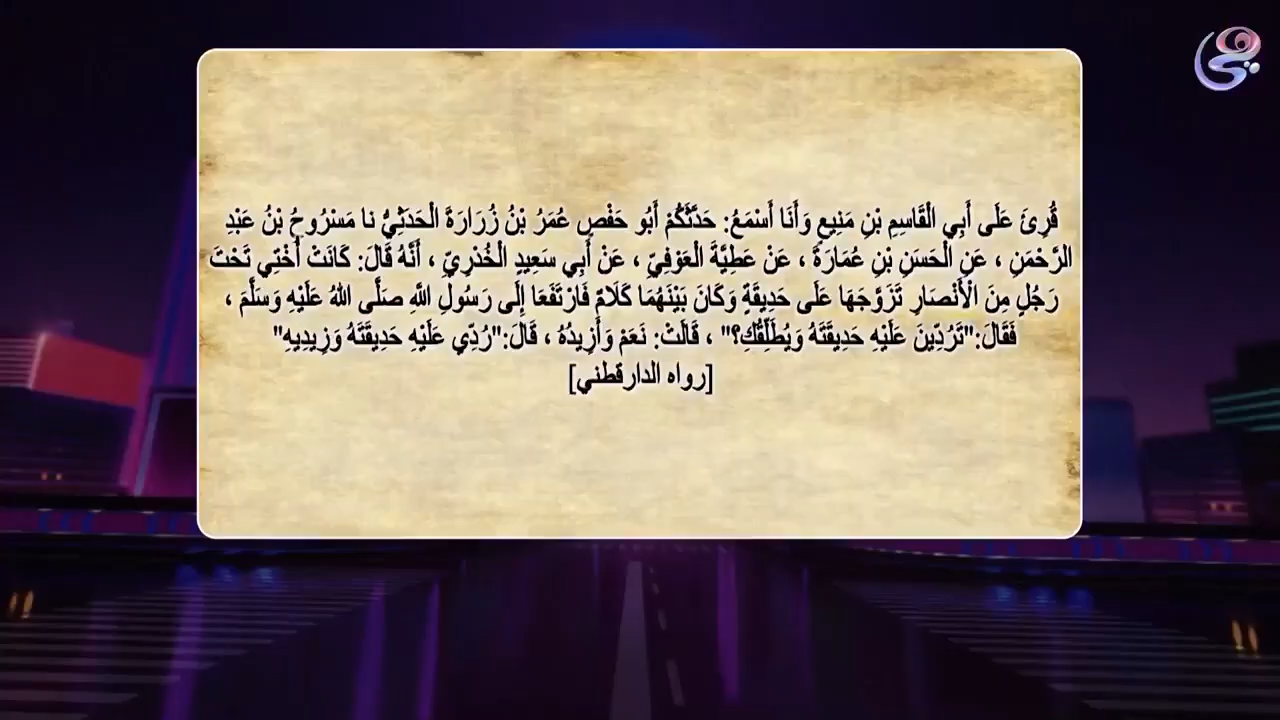 قُرِئَ عَلَى أَبِي الْقَاسِمِ بْنِ مَنِيعٍ وَأَنَا أَسْمَعُ: حَدَّثَكُمْ أَبُو حَفْصٍ عُمَرُ بْنُ زُرَارَةَ الْحَدَثِيُّ نا مَسْرُوحُ بْنُ عَبْدِ
الرَّحْمَنِ ، عَنِ الْحَسَنِ بْنِ عُمَارَةَ ، عَنْ عَطِيَّةَ الْعَوْفِيِّ ، عَنْ أَبِي سَعِيدٍ الْخُدْرِيِّ ، أَنَّهُ قَالَ: كَانَتْ أُخْتِي تَحْتَ
رَجُلٍ مِنَ الْأَنْصَارِ تَزَوَّجَهَا عَلَى حَدِيقَةٍ وَكَانَ بَيْنَهُمَا كَلَامٌ فَارْتَفَعَا إِلَى رَسُولِ اللَّهِ صَلَّى اللهُ عَلَيْهِ وَسَلَّمَ ،
فَقَالَ:"تَرُدِّينَ عَلَيْهِ حَدِيقَتَهُ وَيُطَلِّقُكِ؟" ، قَالَتْ: نَعَمْ وَأَزِيدُهُ ، قَالَ:"رُدِّي عَلَيْهِ حَدِيقَتَهُ وَزِيدِيهِ"
[رواه الدارقطني]